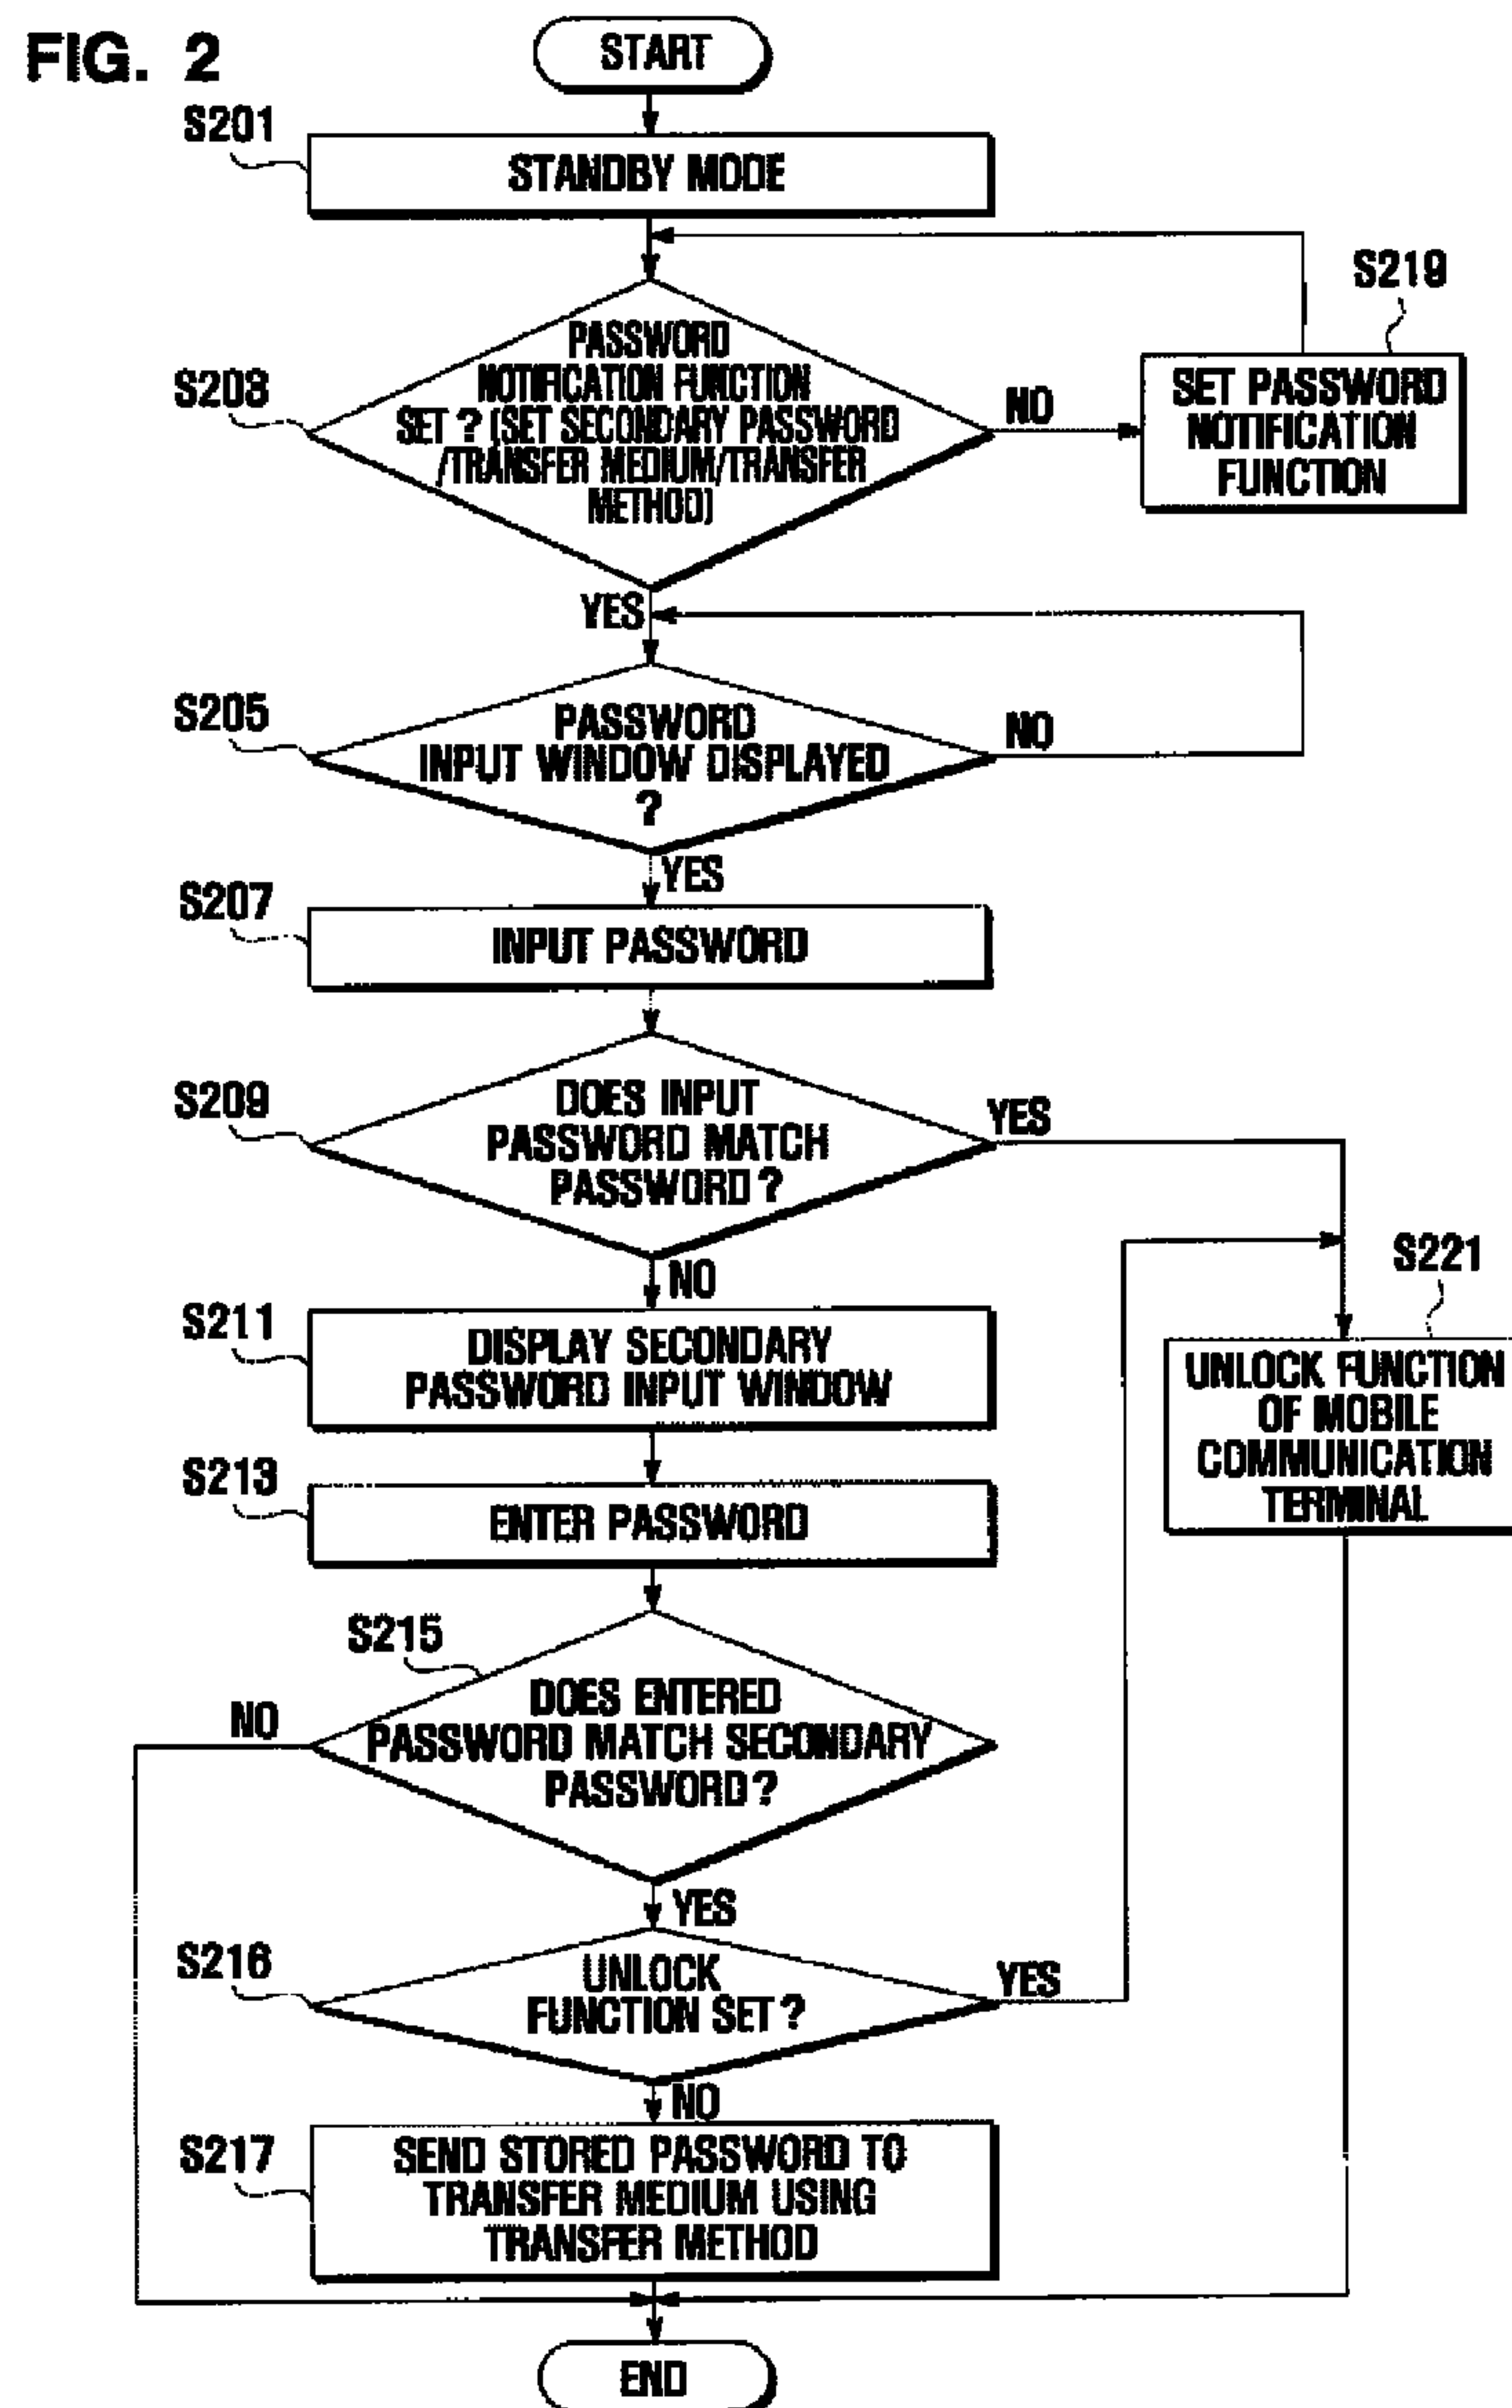 FIG. 2
START
S201
STANDBY MODE
S219
S203
PASSWORD
NOTIFICATION FUNCTION
SET ? (SET SECONDARY PASSWORD
/TRANSFER MEDIUM/TRANSFER
METHOD)
NO
SET PASSWORD
NOTIFICATION
FUNCTION
YES
S205
PASSWORD
INPUT WINDOW DISPLAYED
?
NO
YES
S207
INPUT PASSWORD
S209
DOES INPUT
PASSWORD MATCH
PASSWORD ?
YES
NO
S221
S211
DISPLAY SECONDARY
PASSWORD INPUT WINDOW
UNLOCK FUNCTION
OF MOBILE
COMMUNICATION
TERMINAL
S213
ENTER PASSWORD
S215
DOES ENTERED
PASSWORD MATCH SECONDARY
PASSWORD ?
NO
YES
S216
UNLOCK
FUNCTION SET ?
YES
NO
S217
SEND STORED PASSWORD TO
TRANSFER MEDIUM USING
TRANSFER METHOD
END